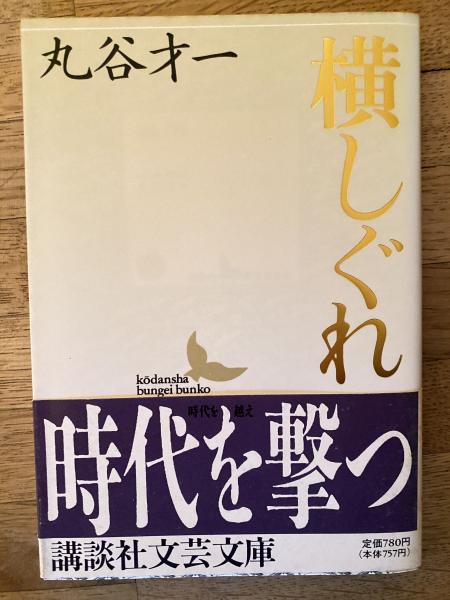 丸谷才一
横しぐれ
kōdansha
bungei bunko
時代を 越え
時代を撃つ
講談社文芸文庫
定価780円
(本体757円)